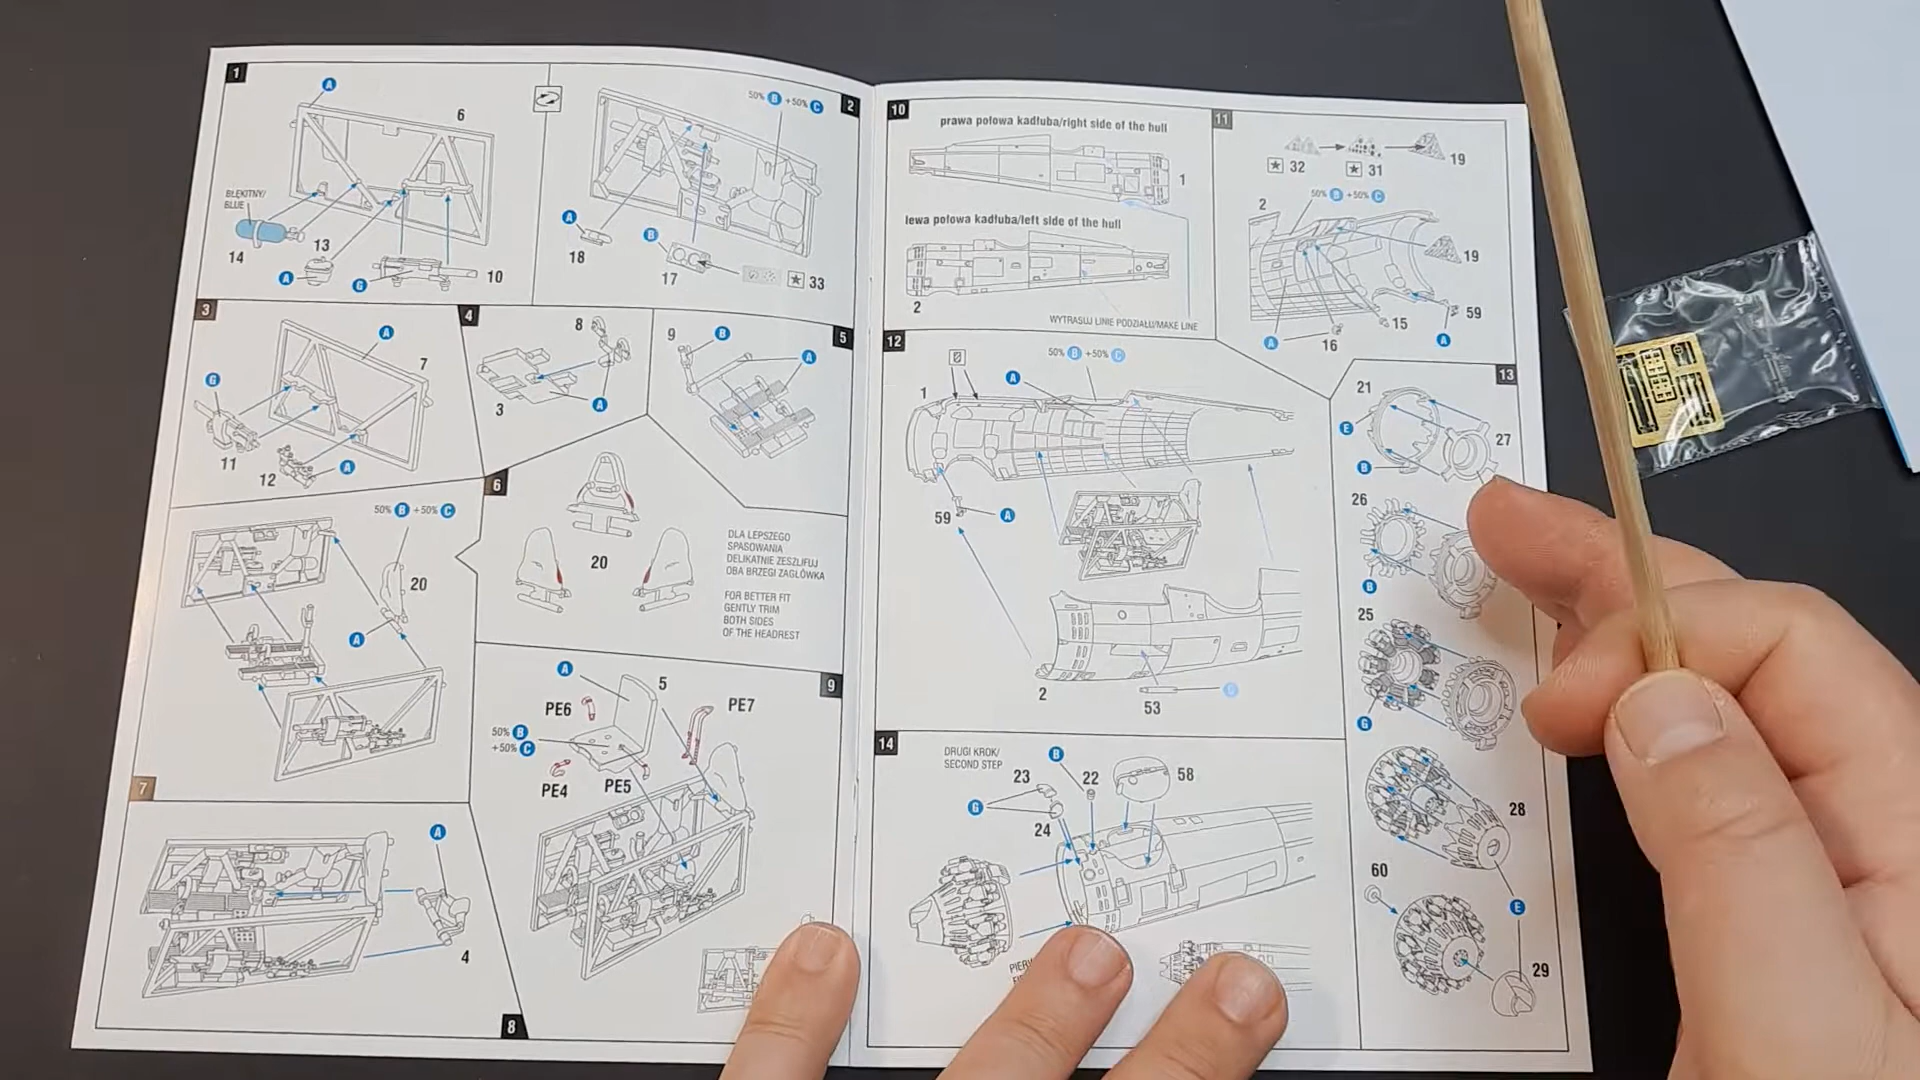 1
A
6
BŁĘKITNY/
BLUE
14
13
A
G
10
2
50% B +50% C
A
18
B
17
33
3
A
7
G
11
12
A
4
8
3
A
5
9
B
A
50% B +50% C
20
A
7
6
20
DLA LEPSZEGO
SPASOWANIA
DELIKATNIE ZESZLIFUJ
OBA BRZEGI ZAGŁÓWKA
FOR BETTER FIT
GENTLY TRIM
BOTH SIDES
OF THE HEADREST
A
4
8
9
A
5
PE6
PE7
50% B
+50% C
PE4
PE5
10
prawa połowa kadłuba/right side of the hull
1
lewa połowa kadłuba/left side of the hull
2
WYTRASUJ LINIE PODZIAŁU/MAKE LINE
11
32
31
19
50% B +50% C
2
19
59
15
16
A
A
12
50% B +50% C
1
A
59
A
2
53
C
13
21
E
B
27
26
B
25
G
28
60
E
29
14
DRUGI KROK/
SECOND STEP
B
23
22
58
G
24